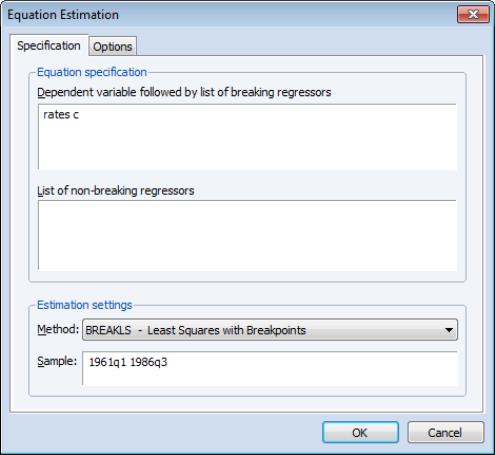 Equation Estimation
Specification Options
Equation specification
Dependent variable followed by list of breaking regressors
rates c
List of non-breaking regressors
Estimation settings
Method: BREAKLS - Least Squares with Breakpoints
Sample: 1961q1 1986q3
OK Cancel